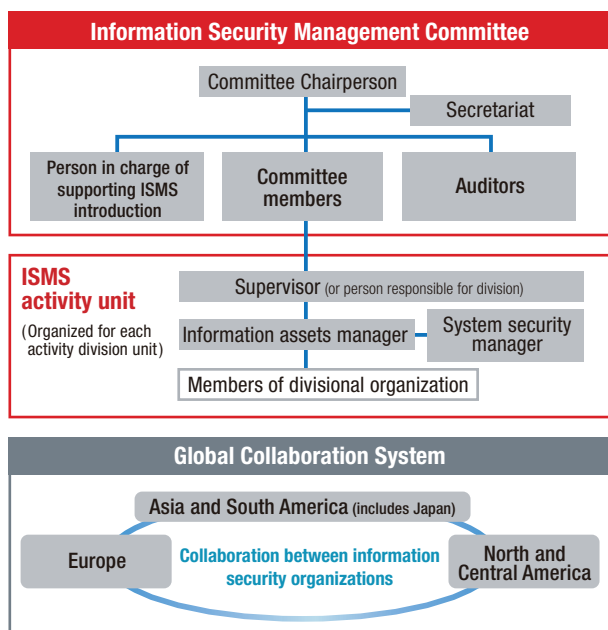 Information Security Management Committee
Committee Chairperson
Secretariat
Person in charge of
supporting ISMS
introduction
Committee
members
Auditors
ISMS
activity unit
(Organized for each
activity division unit)
Supervisor (or person responsible for division)
Information assets manager
System security
manager
Members of divisional organization
Global Collaboration System
Asia and South America (includes Japan)
Europe
Collaboration between information
security organizations
North and
Central America